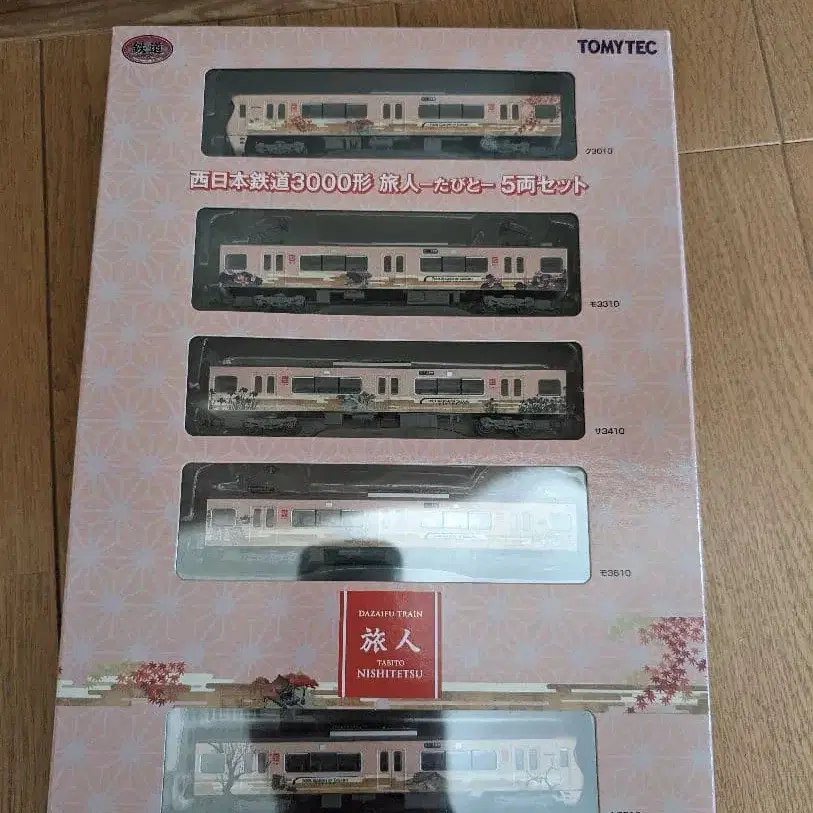 鉄道
TOMYTEC
ク3010
西日本鉄道3000形 旅人ーたびとー 5両セット
モ3310
サ3410
モ3610
DAZAIFU TRAIN
旅人
TABITO
NISHITETSU